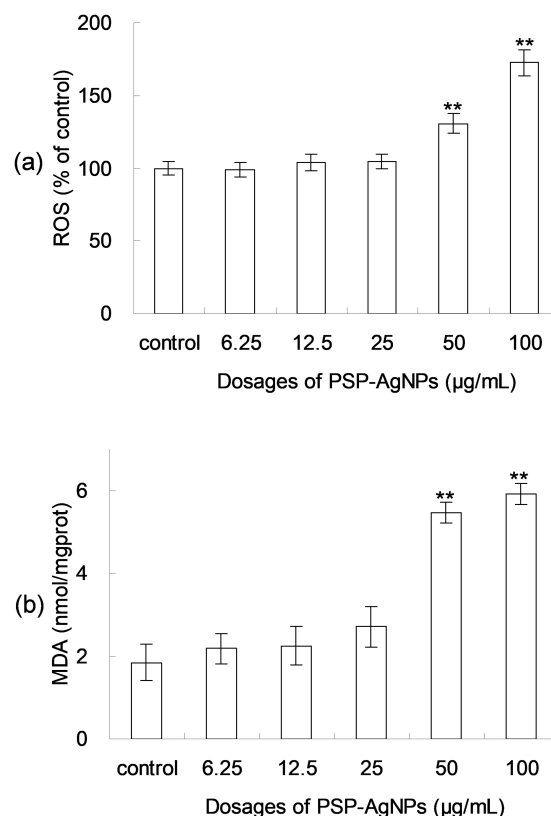 (a)
ROS (% of control)
200
150
100
50
0
**
**
control 6.25 12.5 25 50 100
Dosages of PSP-AgNPs (µg/mL)
(b)
MDA (nmol/mgprot)
6
4
2
0
**
**
control 6.25 12.5 25 50 100
Dosages of PSP-AgNPs (µg/mL)